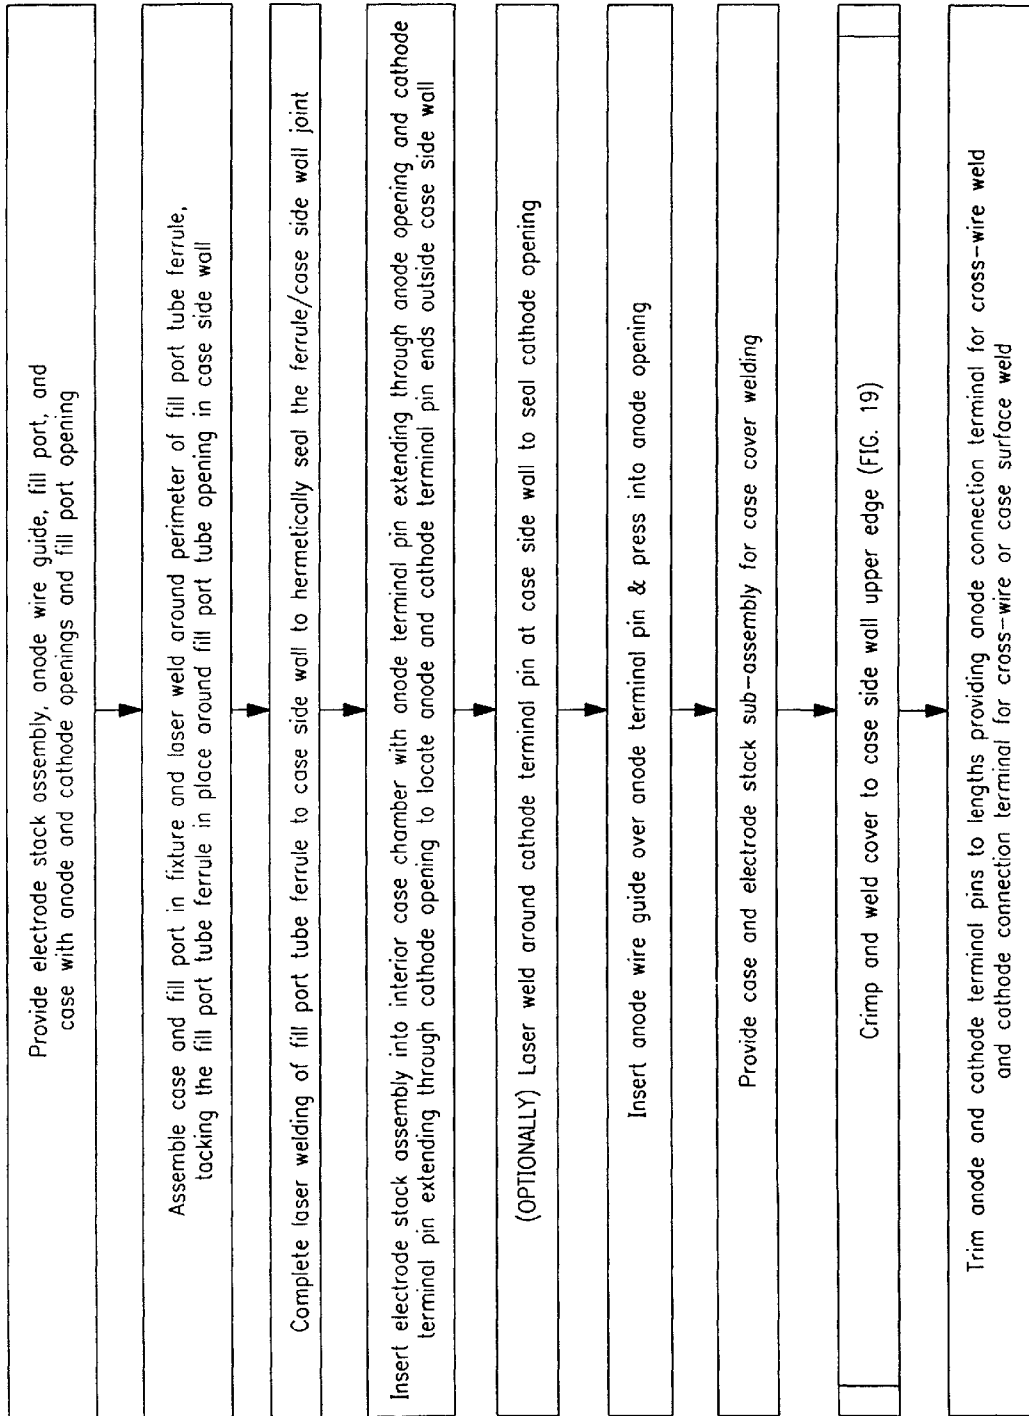 Provide electrode stack assembly, anode wire guide, fill port, and
case with anode and cathode openings and fill port opening
Assemble case and fill port in fixture and laser weld around perimeter of fill port tube ferrule,
tacking the fill port tube ferrule in place around fill port tube opening in case side wall
Complete laser welding of fill port tube ferrule to case side wall to hermetically seal the ferrule/case side wall joint
Insert electrode stack assembly into interior case chamber with anode terminal pin extending through anode opening and cathode
terminal pin extending through cathode opening to locate anode and cathode terminal pin ends outside case side wall
(OPTIONALLY) Laser weld around cathode terminal pin at case side wall to seal cathode opening
Insert anode wire guide over anode terminal pin & press into anode opening
Provide case and electrode stack sub-assembly for case cover welding
Crimp and weld cover to case side wall upper edge (FIG. 19)
Trim anode and cathode terminal pins to lengths providing anode connection terminal for cross-wire weld
and cathode connection terminal for cross-wire or case surface weld